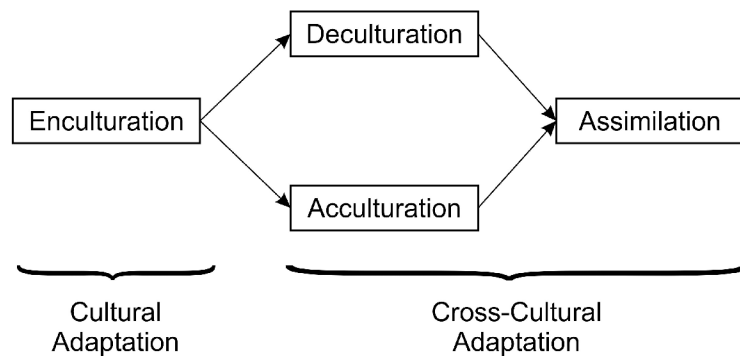 Deculturation
Enculturation
Assimilation
Acculturation
Cultural
Adaptation
Cross-Cultural
Adaptation